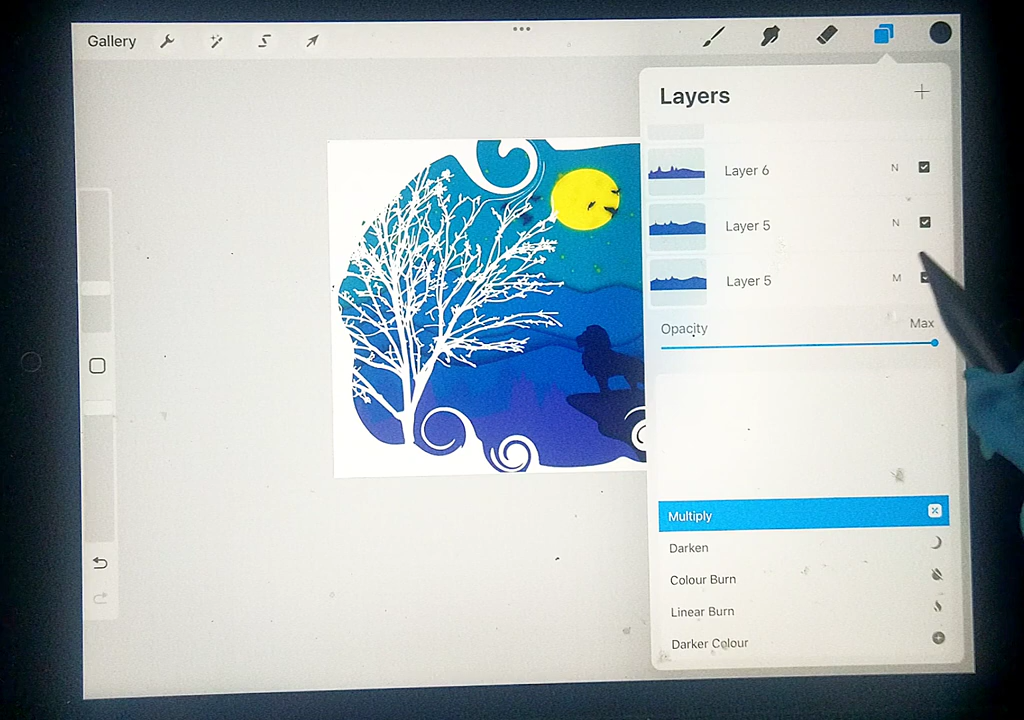 Gallery
Layers
Layer 6 N
Layer 5 N
Layer 5 M
Opacity Max
Multiply
Darken
Colour Burn
Linear Burn
Darker Colour